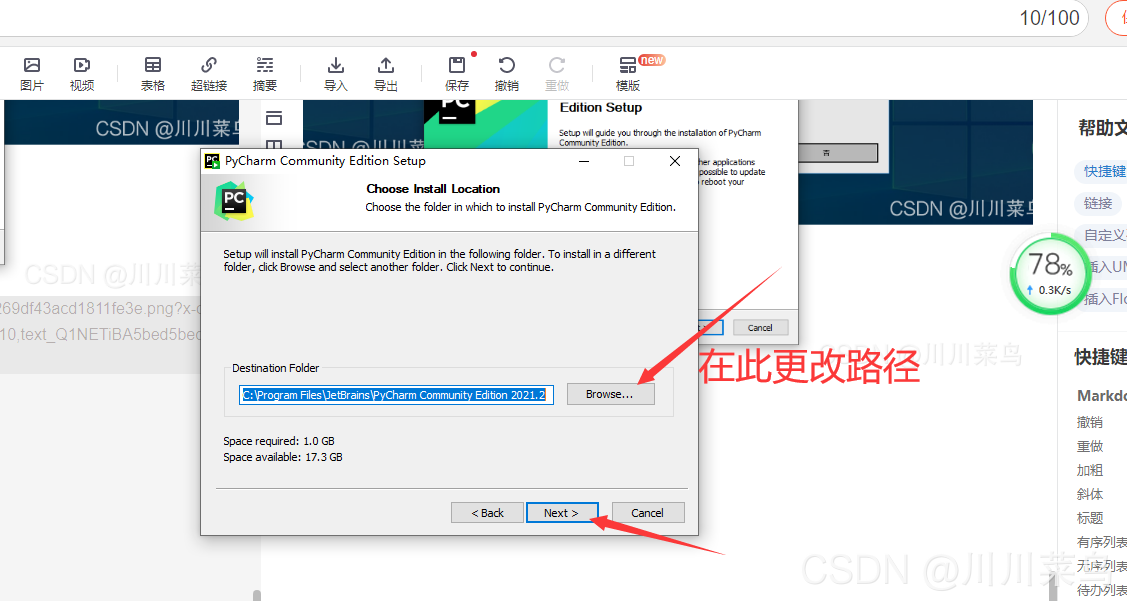 10/100
图片 视频 表格 超链接 摘要 导入 导出 保存 撤销 重做 模版 new
CSDN @川川菜
CSDN @川川菜
PC
Edition Setup
Setup will guide you through the installation of PyCharm
Community Edition.
her applications
possible to update
reboot your
否
CSDN @川川菜
Cancel
PC PyCharm Community Edition Setup
PC
Choose Install Location
Choose the folder in which to install PyCharm Community Edition.
Setup will install PyCharm Community Edition in the following folder. To install in a different
folder, click Browse and select another folder. Click Next to continue.
Destination Folder
C:\Program Files\JetBrains\PyCharm Community Edition 2021.2
Browse...
在此更改路径
Space required: 1.0 GB
Space available: 17.3 GB
< Back Next > Cancel
CSDN @川川菜
269df43acd1811fe3e.png?x-
10,text_Q1NETiBA5bed5bed
78%
0.3K/s
帮助文
快捷键
链接
自定义
插入UM
插入Flo
快捷键
Markdo
撤销
重做
加粗
斜体
标题
有序列表
无序列表
待办列表
川川菜鸟
CSDN @川川菜鸟